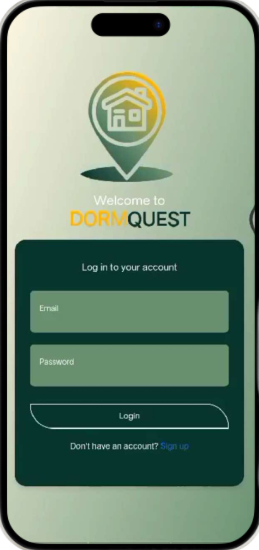 Welcome to
DORMQUEST
Log in to your account
Email
Password
Login
Don't have an account? Sign up